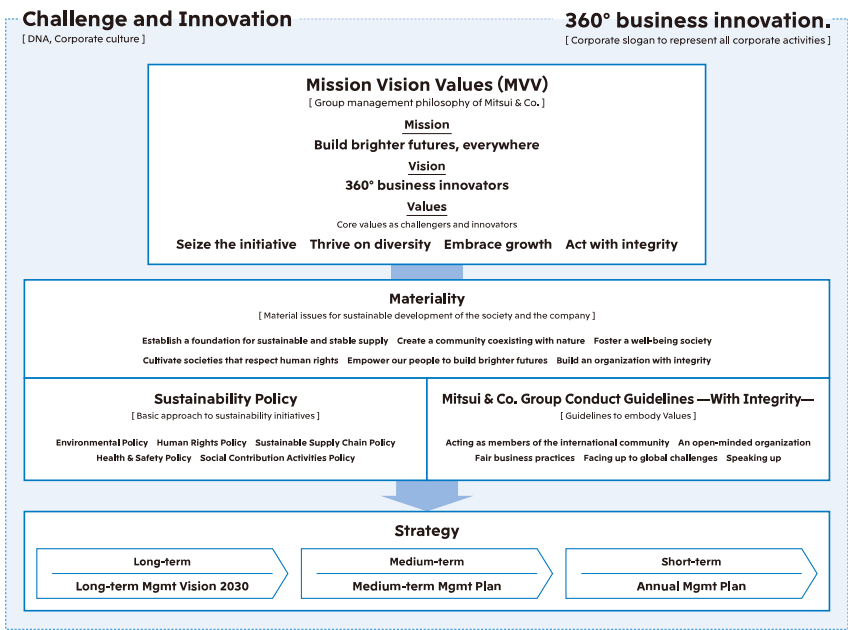 Challenge and Innovation
[ DNA, Corporate culture ]
360° business innovation.
[ Corporate slogan to represent all corporate activities ]
Mission Vision Values (MVV)
[ Group management philosophy of Mitsui & Co. ]
Mission
Build brighter futures, everywhere
Vision
360° business innovators
Values
Core values as challengers and innovators
Seize the initiative Thrive on diversity Embrace growth Act with integrity
Materiality
[ Material issues for sustainable development of the society and the company ]
Establish a foundation for sustainable and stable supply Create a community coexisting with nature Foster a well-being society
Cultivate societies that respect human rights Empower our people to build brighter futures Build an organization with integrity
Sustainability Policy
[ Basic approach to sustainability initiatives ]
Environmental Policy Human Rights Policy Sustainable Supply Chain Policy
Health & Safety Policy Social Contribution Activities Policy
Mitsui & Co. Group Conduct Guidelines —With Integrity—
[ Guidelines to embody Values ]
Acting as members of the international community An open-minded organization
Fair business practices Facing up to global challenges Speaking up
Strategy
Long-term
Long-term Mgmt Vision 2030
Medium-term
Medium-term Mgmt Plan
Short-term
Annual Mgmt Plan